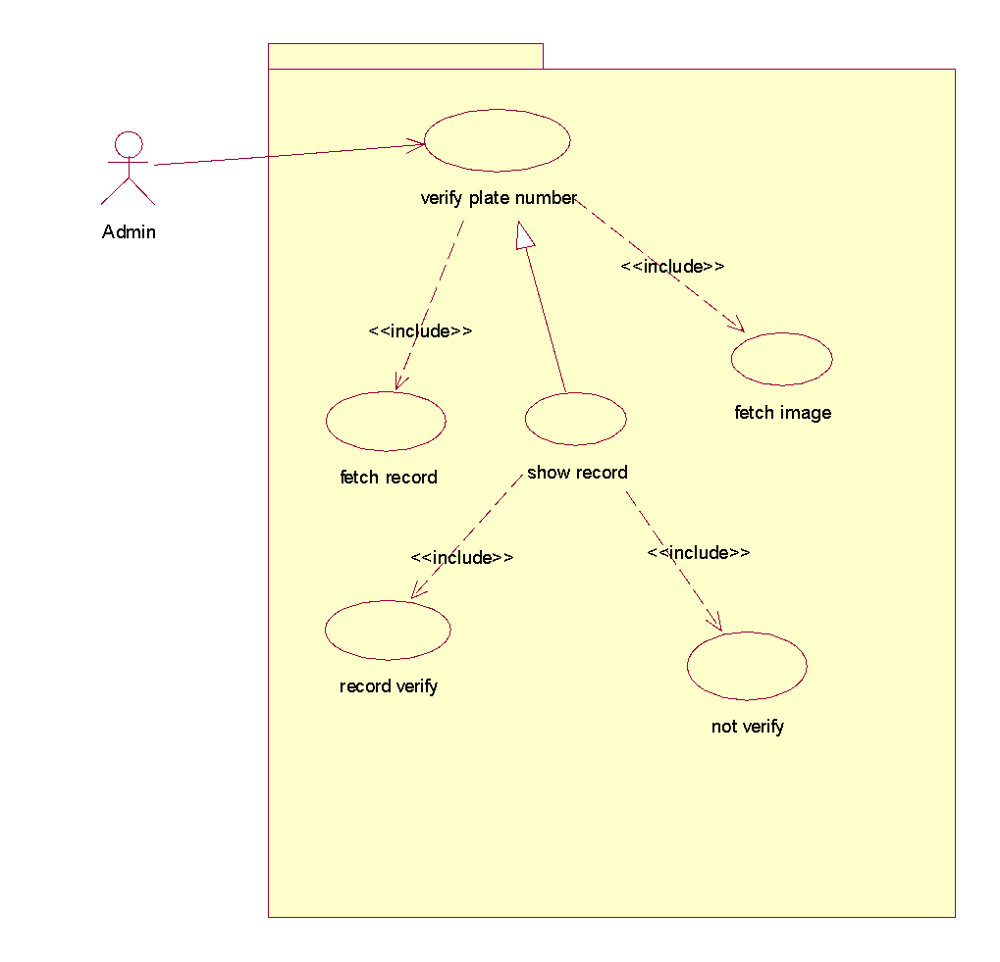 verify plate number
Admin
<<include>>
<<include>>
fetch image
fetch record
show record
<<include>>
<<include>>
record verify
not verify